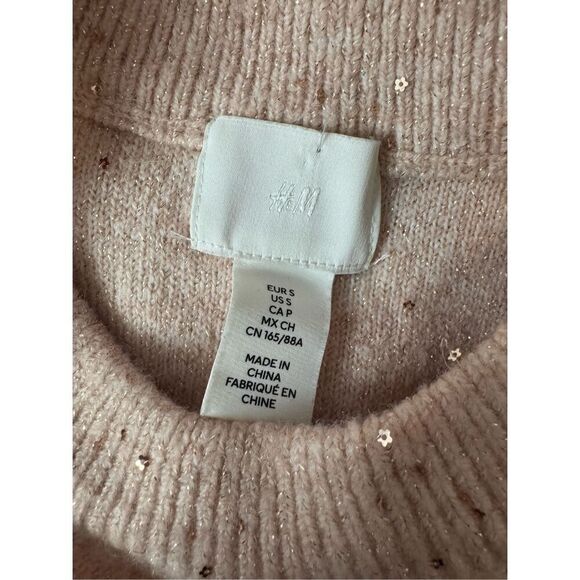 H&M
EUR S
US S
CA P
MX CH
CN 165/88A
MADE IN
CHINA
FABRIQUÉ EN
CHINE